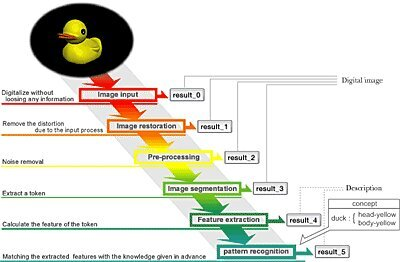 Digitalize without
loosing any information
Image input
result_0
Digital image
Remove the distortion
due to the input process
Image restoration
result_1
Noise removal
Pre-processing
result_2
Extract a token
Image segmentation
result_3
Description
concept
duck : { head-yellow
body-yellow
Calculate the feature of the token
Feature extraction
result_4
Matching the extracted features with the knowledge given in advance
pattern recognition
result_5